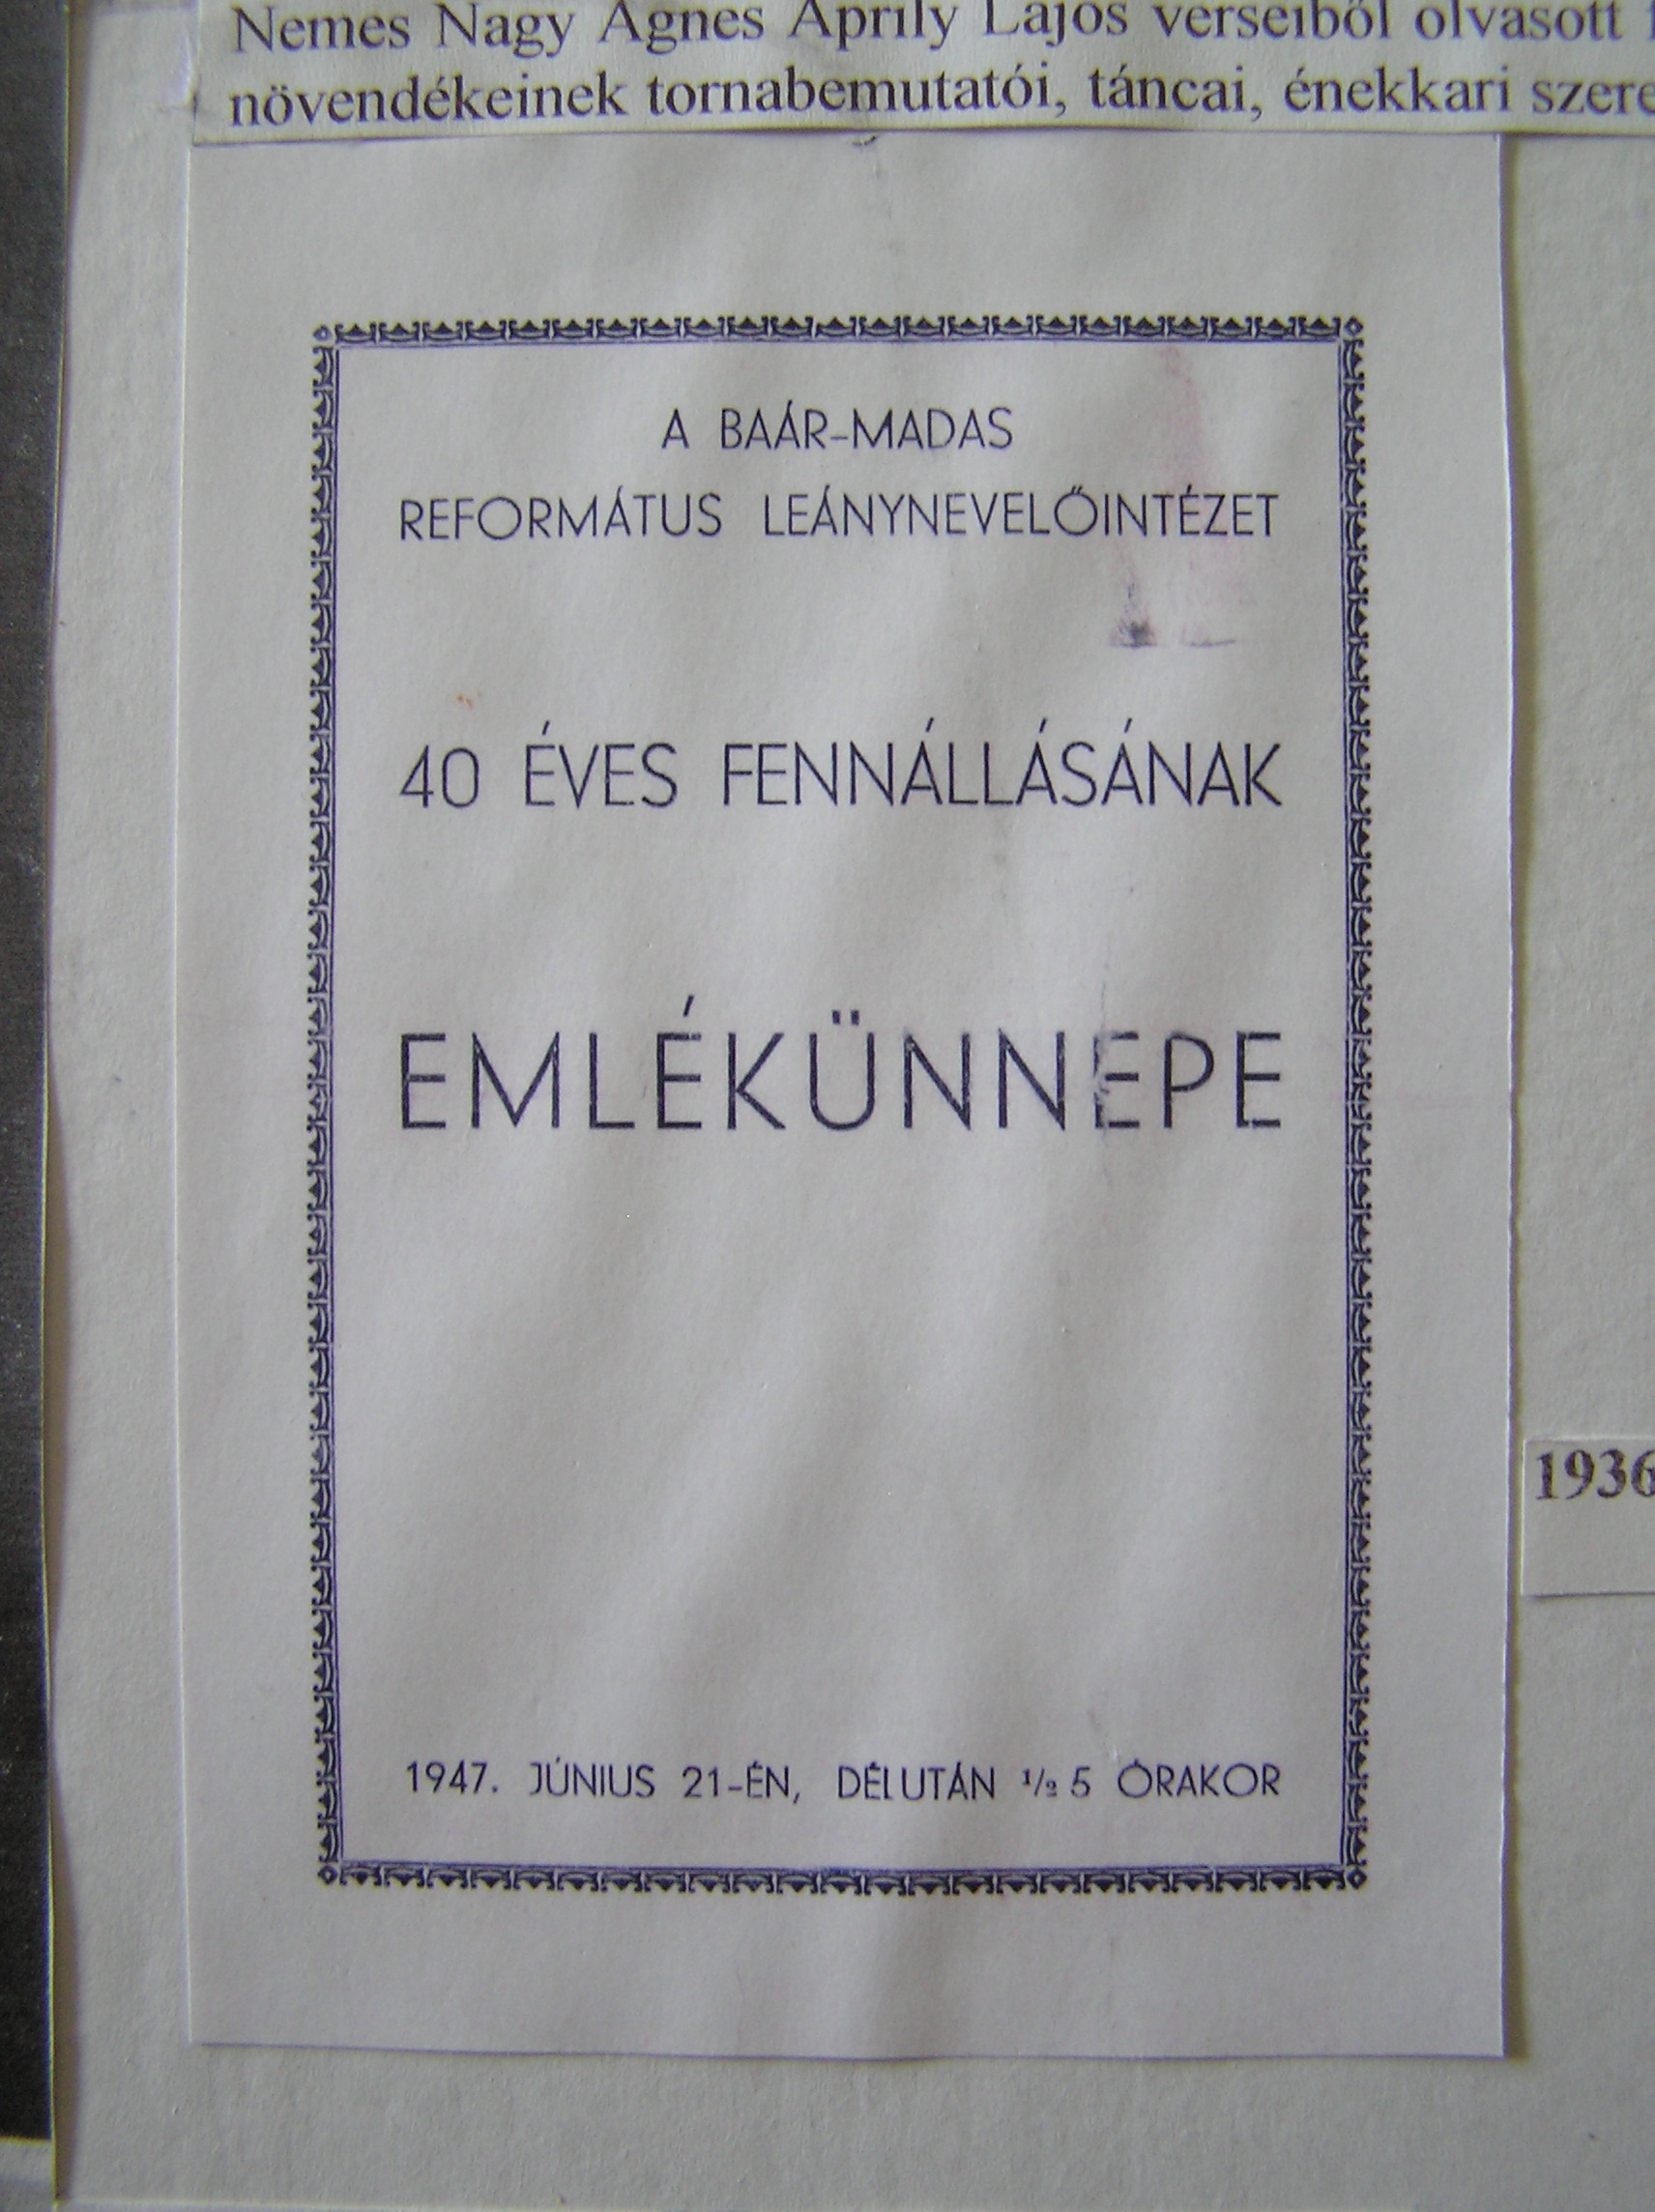 Nemes Nagy Ágnes Áprily Lajos verseiből olvasott
növendékeinek tornabemutatói, táncai, énekkari
A BAÁR-MADAS
REFORMÁTUS LEÁNYNEVELŐINTÉZET
40 ÉVES FENNÁLLÁSÁNAK
EMLÉKÜNNEPE
1936
1947. JÚNIUS 21-ÉN, DÉLUTÁN 1/2 5 ÓRAKOR